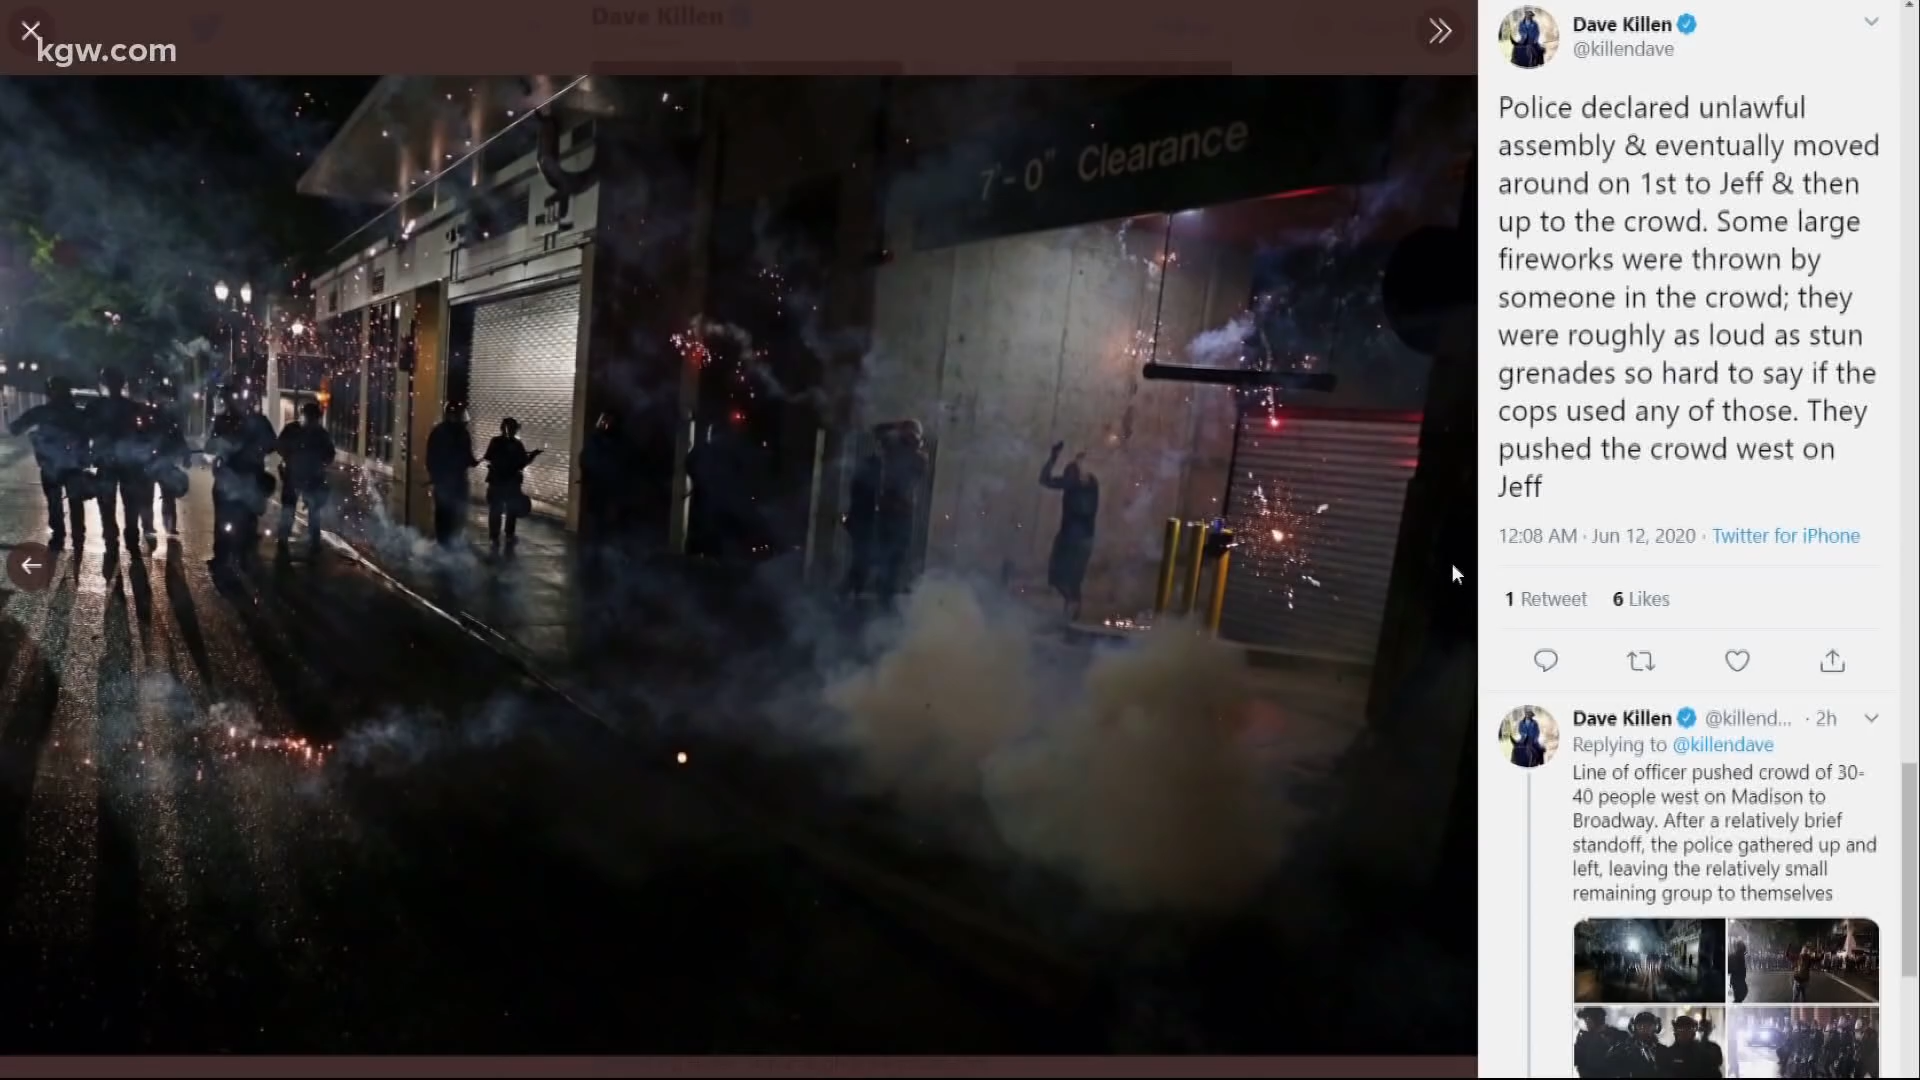 Dave Killen
kgw.com
7'-0" Clearance
Dave Killen
@killendave
Police declared unlawful
assembly & eventually moved
around on 1st to Jeff & then
up to the crowd. Some large
fireworks were thrown by
someone in the crowd; they
were roughly as loud as stun
grenades so hard to say if the
cops used any of those. They
pushed the crowd west on
Jeff
12:08 AM · Jun 12, 2020 · Twitter for iPhone
1 Retweet 6 Likes
Dave Killen @killend... · 2h
Replying to @killendave
Line of officer pushed crowd of 30-
40 people west on Madison to
Broadway. After a relatively brief
standoff, the police gathered up and
left, leaving the relatively small
remaining group to themselves